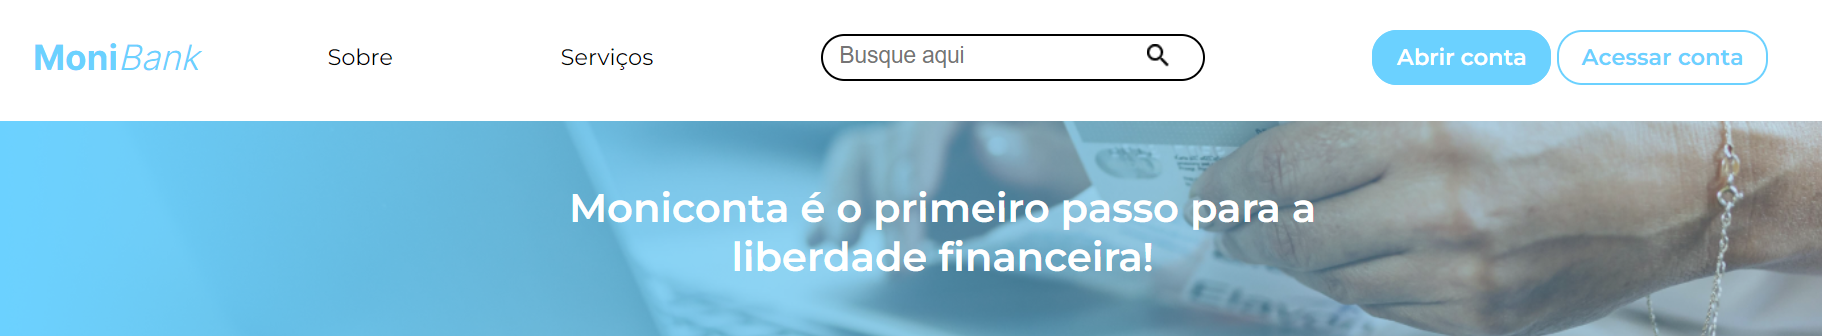 MoniBank
Sobre
Serviços
Busque aqui
Abrir conta
Acessar conta
Moniconta é o primeiro passo para a
liberdade financeira!